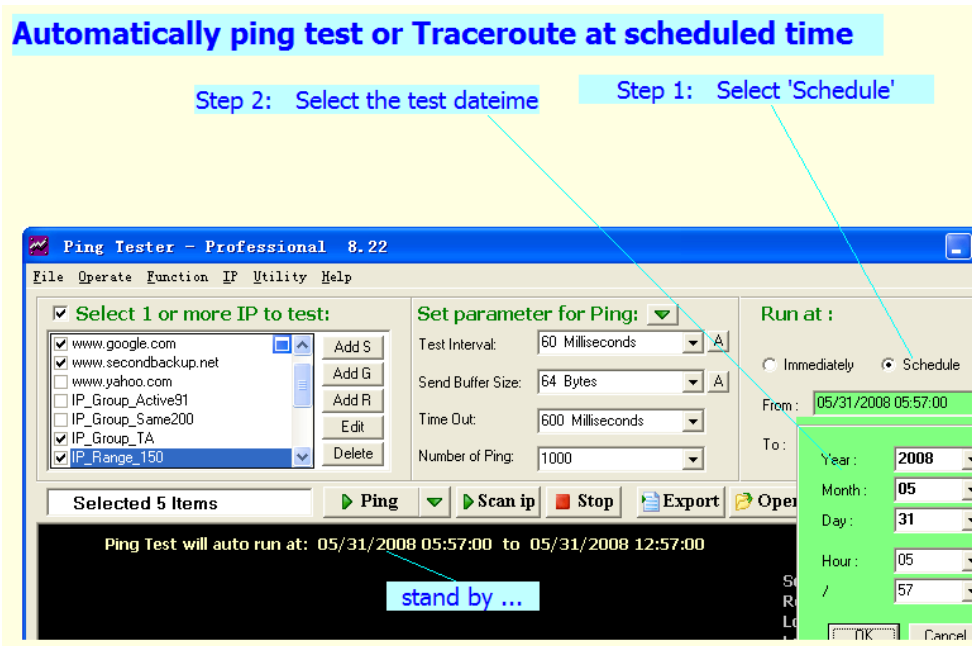 Automatically ping test or Traceroute at scheduled time
Step 2: Select the test dateime
Step 1: Select 'Schedule'
Ping Tester - Professional 8.22
File Operate Function IP Utility Help
Select 1 or more IP to test:
www.google.com
www.secondbackup.net
www.yahoo.com
IP_Group_Active91
IP_Group_Same200
IP_Group_TA
IP_Range_150
Add S
Add G
Add R
Edit
Delete
Set parameter for Ping:
Test Interval: 60 Milliseconds A
Send Buffer Size: 64 Bytes A
Time Out: 600 Milliseconds
Number of Ping: 1000
Run at :
Immediately Schedule
From : 05/31/2008 05:57:00
To :
Year : 2008
Month : 05
Day : 31
Hour : 05
/ 57
OK Cancel
Selected 5 Items
Ping Scan ip Stop Export Oper
Ping Test will auto run at: 05/31/2008 05:57:00 to 05/31/2008 12:57:00
stand by ...